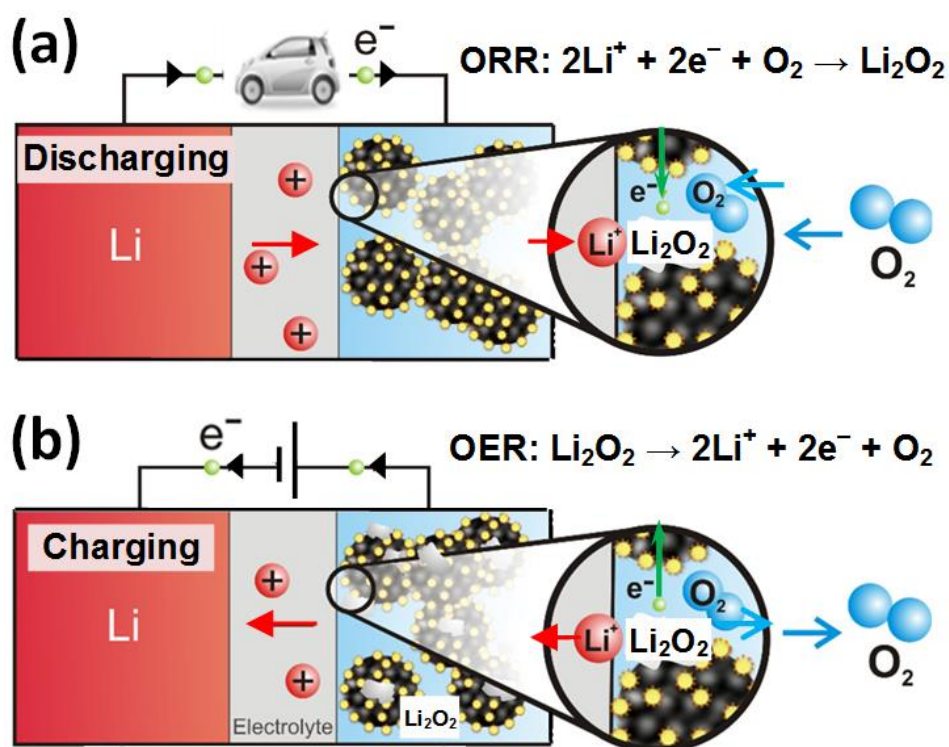 (a)
e⁻
ORR: 2Li⁺ + 2e⁻ + O₂ → Li₂O₂
Discharging
Li
+
+
+
e⁻
O₂
Li⁺
Li₂O₂
O₂
(b)
e⁻
OER: Li₂O₂ → 2Li⁺ + 2e⁻ + O₂
Charging
Li
+
+
Electrolyte
Li₂O₂
e⁻
O₂
Li⁺
Li₂O₂
O₂